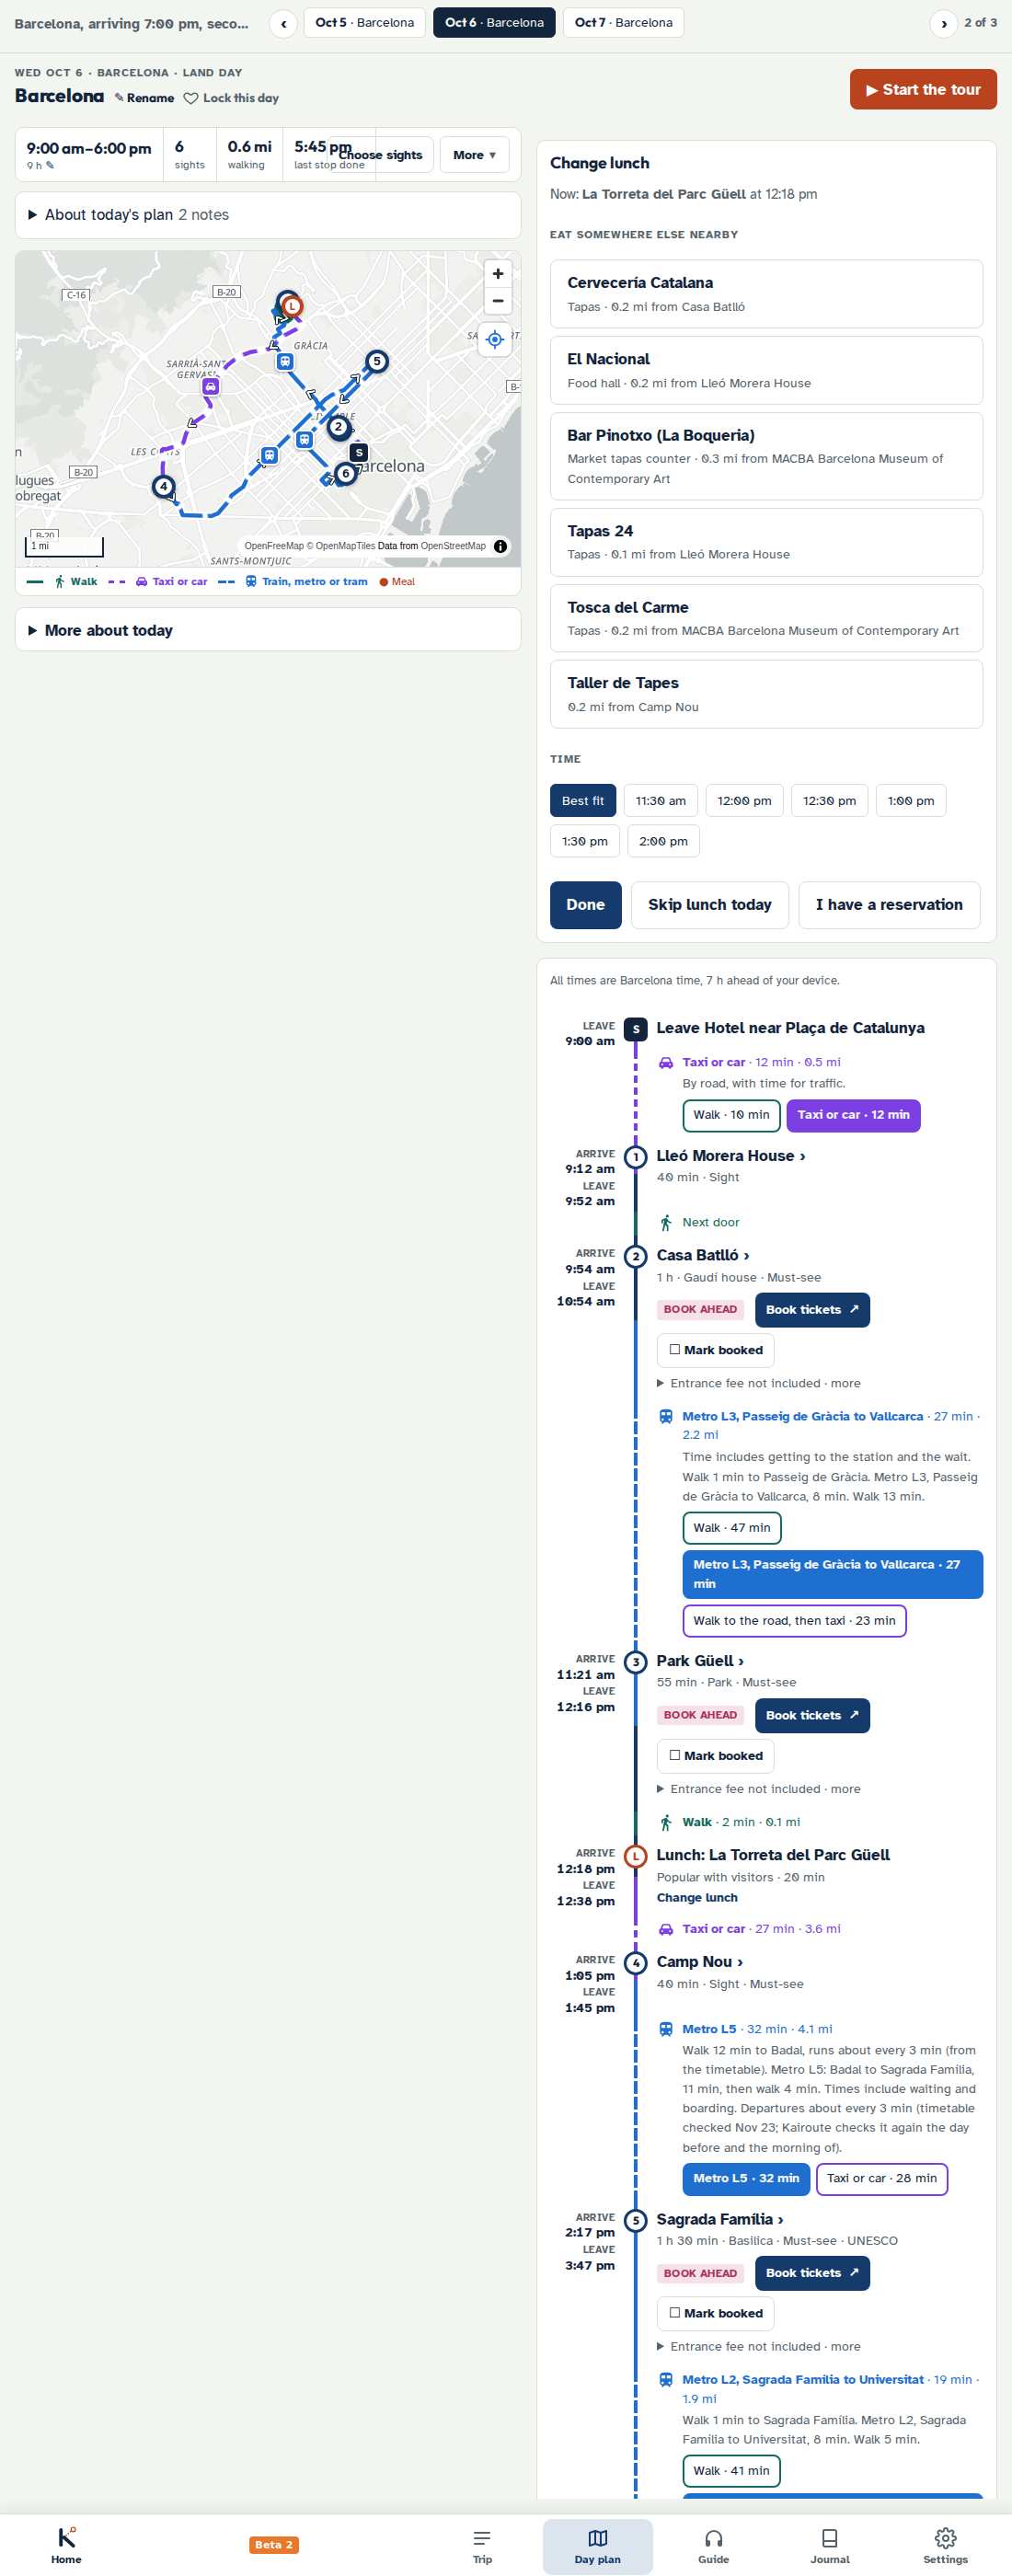 Barcelona, arriving 7:00 pm, seco...
‹
Oct 5 · Barcelona
Oct 6 · Barcelona
Oct 7 · Barcelona
›
2 of 3
WED OCT 6 · BARCELONA · LAND DAY
Barcelona ✎ Rename ♡ Lock this day
▶ Start the tour
9:00 am–6:00 pm
9 h ✎
6
sights
0.6 mi
walking
5:45 pm
last stop done
Choose sights
More ▾
▶ About today's plan 2 notes
C-16
B-20
L
GRÀCIA
SARRIÀ-SANT
GERVASI
5
2
S
LES CORTS
B-20
6
arcelona
4
n
lugues
obregat
B-20
1 mi
SANTS-MONTJUÏC
+
−
OpenFreeMap © OpenMapTiles Data from OpenStreetMap
Walk
Taxi or car
Train, metro or tram
Meal
▶ More about today
Change lunch
Now: La Torreta del Parc Güell at 12:18 pm
EAT SOMEWHERE ELSE NEARBY
Cervecería Catalana
Tapas · 0.2 mi from Casa Batlló
El Nacional
Food hall · 0.2 mi from Lleó Morera House
Bar Pinotxo (La Boqueria)
Market tapas counter · 0.3 mi from MACBA Barcelona Museum of
Contemporary Art
Tapas 24
Tapas · 0.1 mi from Lleó Morera House
Tosca del Carme
Tapas · 0.2 mi from MACBA Barcelona Museum of Contemporary Art
Taller de Tapes
0.2 mi from Camp Nou
TIME
Best fit
11:30 am
12:00 pm
12:30 pm
1:00 pm
1:30 pm
2:00 pm
Done
Skip lunch today
I have a reservation
All times are Barcelona time, 7 h ahead of your device.
LEAVE
9:00 am
S
Leave Hotel near Plaça de Catalunya
Taxi or car · 12 min · 0.5 mi
By road, with time for traffic.
Walk · 10 min
Taxi or car · 12 min
ARRIVE
9:12 am
LEAVE
9:52 am
1
Lleó Morera House ›
40 min · Sight
Next door
ARRIVE
9:54 am
LEAVE
10:54 am
2
Casa Batlló ›
1 h · Gaudí house · Must-see
BOOK AHEAD
Book tickets ↗
☐ Mark booked
▶ Entrance fee not included · more
Metro L3, Passeig de Gràcia to Vallcarca · 27 min ·
2.2 mi
Time includes getting to the station and the wait.
Walk 1 min to Passeig de Gràcia. Metro L3, Passeig
de Gràcia to Vallcarca, 8 min. Walk 13 min.
Walk · 47 min
Metro L3, Passeig de Gràcia to Vallcarca · 27
min
Walk to the road, then taxi · 23 min
ARRIVE
11:21 am
LEAVE
12:16 pm
3
Park Güell ›
55 min · Park · Must-see
BOOK AHEAD
Book tickets ↗
☐ Mark booked
▶ Entrance fee not included · more
Walk · 2 min · 0.1 mi
ARRIVE
12:18 pm
LEAVE
12:38 pm
L
Lunch: La Torreta del Parc Güell
Popular with visitors · 20 min
Change lunch
Taxi or car · 27 min · 3.6 mi
ARRIVE
1:05 pm
LEAVE
1:45 pm
4
Camp Nou ›
40 min · Sight · Must-see
Metro L5 · 32 min · 4.1 mi
Walk 12 min to Badal, runs about every 3 min (from
the timetable). Metro L5: Badal to Sagrada Família,
11 min, then walk 4 min. Times include waiting and
boarding. Departures about every 3 min (timetable
checked Nov 23; Kairoute checks it again the day
before and the morning of).
Metro L5 · 32 min
Taxi or car · 28 min
ARRIVE
2:17 pm
LEAVE
3:47 pm
5
Sagrada Família ›
1 h 30 min · Basilica · Must-see · UNESCO
BOOK AHEAD
Book tickets ↗
☐ Mark booked
▶ Entrance fee not included · more
Metro L2, Sagrada Família to Universitat · 19 min ·
1.9 mi
Walk 1 min to Sagrada Família. Metro L2, Sagrada
Família to Universitat, 8 min. Walk 5 min.
Walk · 41 min
Home
Beta 2
Trip
Day plan
Guide
Journal
Settings